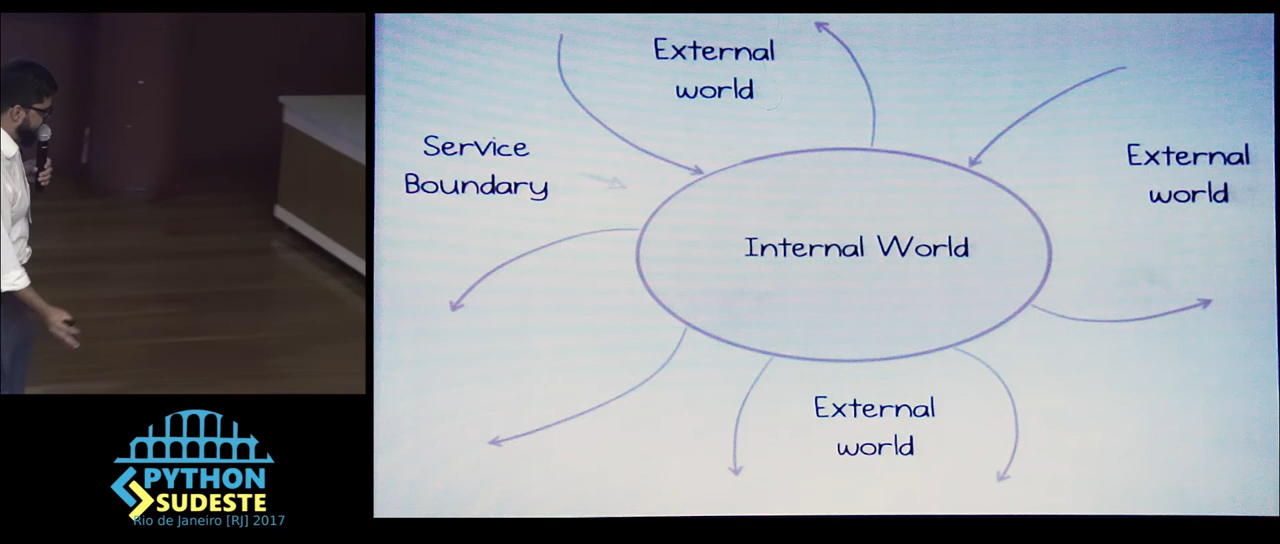 External
world
Service
Boundary
External
world
Internal World
External
world
PYTHON
SUDESTE
Rio de Janeiro [RJ] 2017